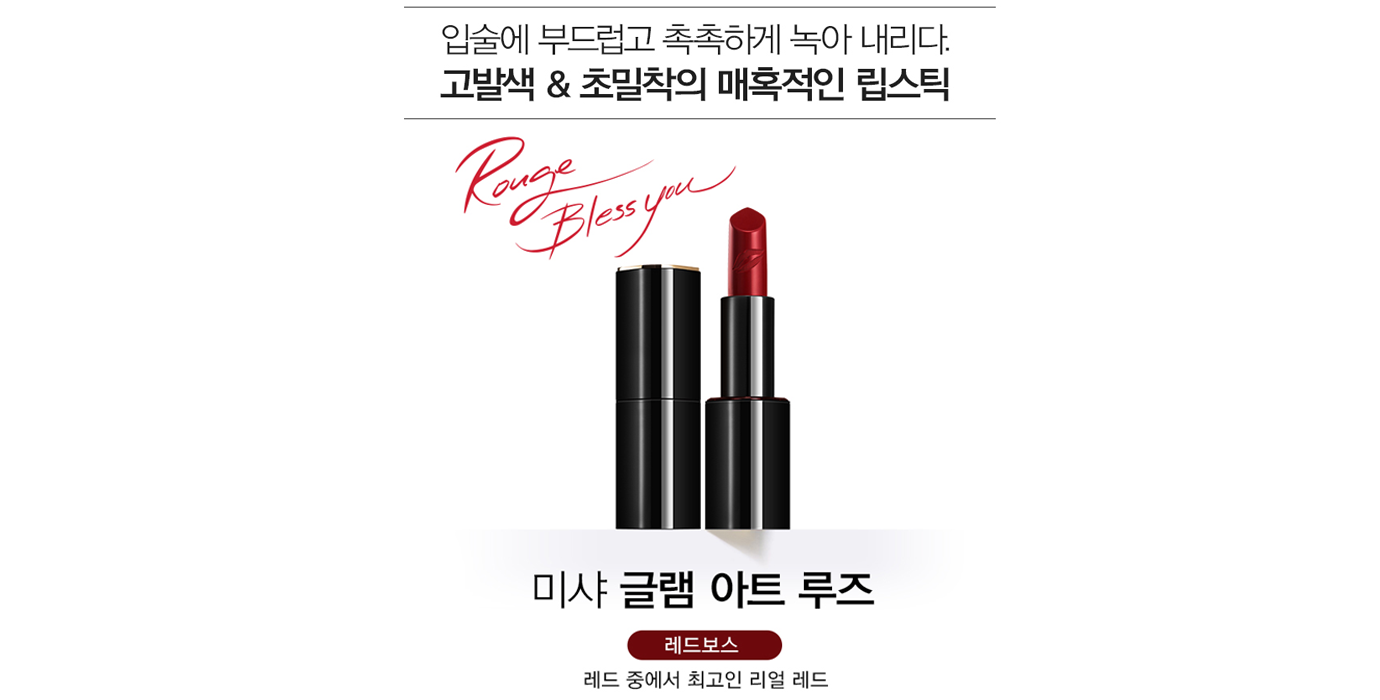 입술에 부드럽고 촉촉하게 녹아 내리다.
고발색 & 초밀착의 매혹적인 립스틱
Rouge
Bless you
미샤 글램 아트 루즈
레드보스
레드 중에서 최고인 리얼 레드